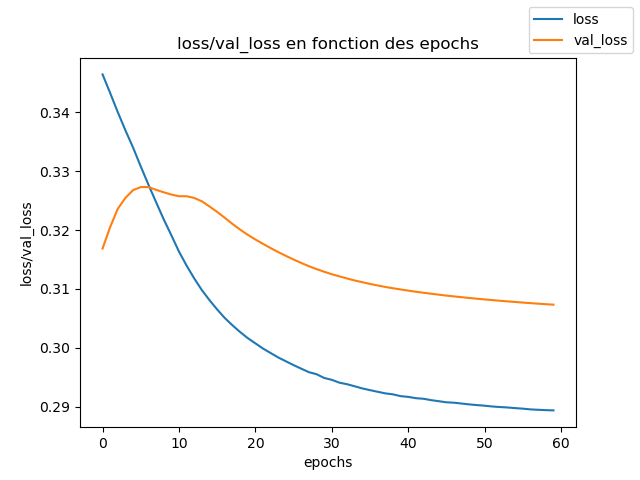 loss
val_loss
loss/val_loss en fonction des epochs
loss/val_loss
0.34
0.33
0.32
0.31
0.30
0.29
0 10 20 30 40 50 60
epochs